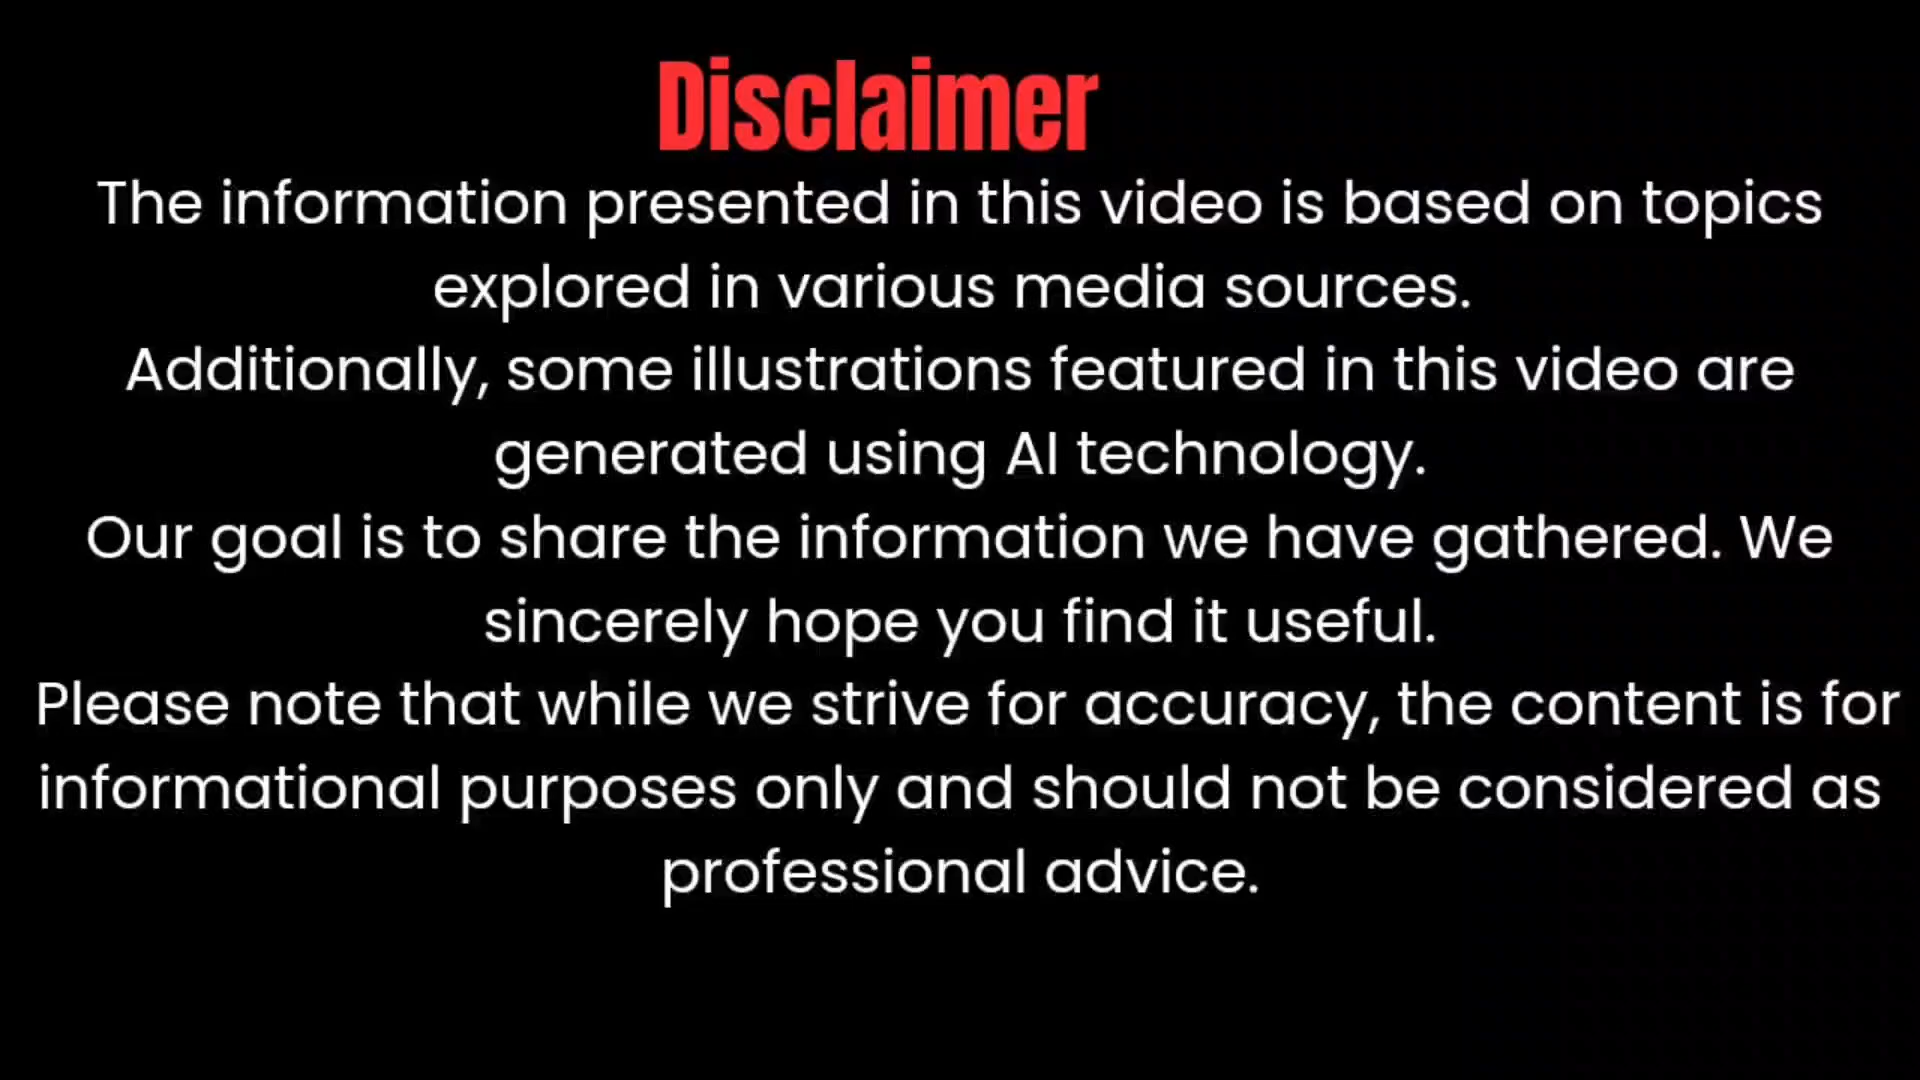 Disclaimer
The information presented in this video is based on topics
explored in various media sources.
Additionally, some illustrations featured in this video are
generated using AI technology.
Our goal is to share the information we have gathered. We
sincerely hope you find it useful.
Please note that while we strive for accuracy, the content is for
informational purposes only and should not be considered as
professional advice.